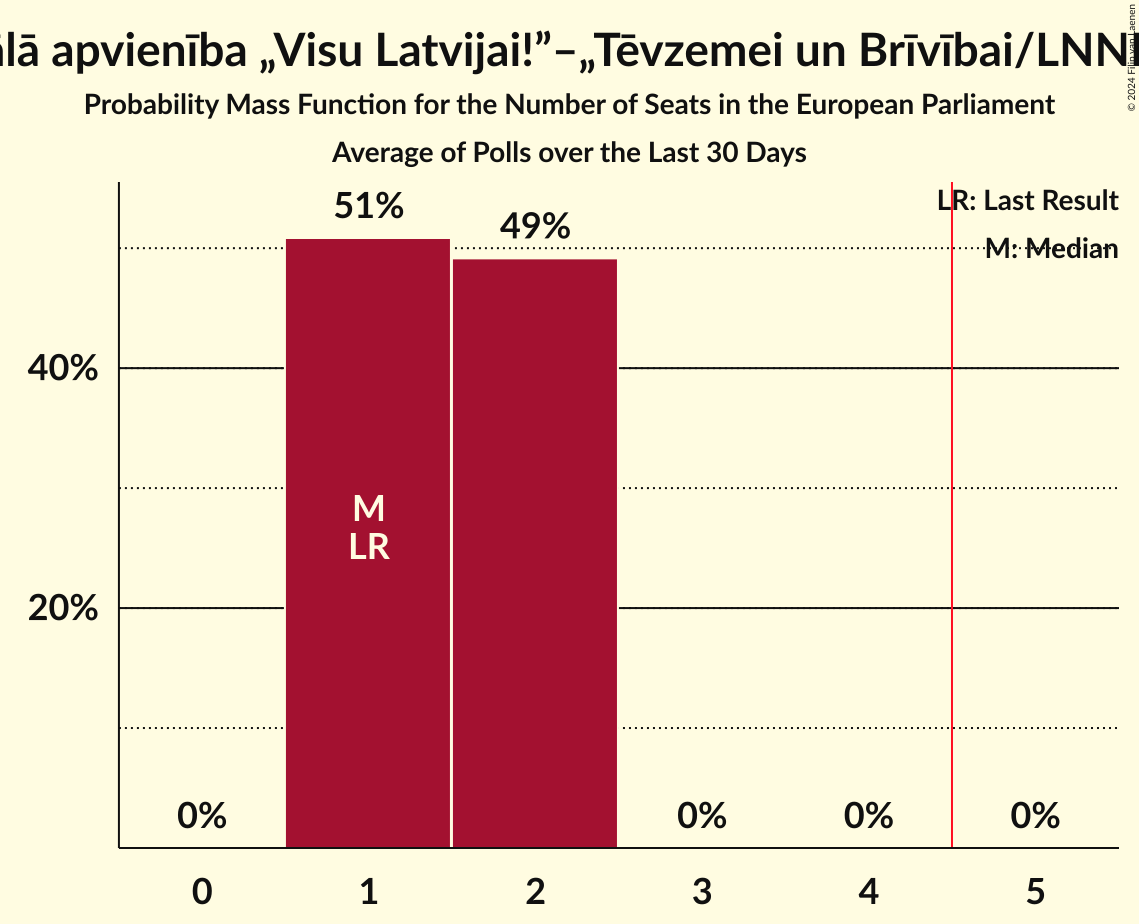 ālā apvienība „Visu Latvijai!”–„Tēvzemei un Brīvībai/LNN
Probability Mass Function for the Number of Seats in the European Parliament
Average of Polls over the Last 30 Days
© 2024 Filip van Laenen
LR: Last Result
M: Median
51%
49%
40%
20%
M
LR
0%
0%
0%
0%
0
1
2
3
4
5